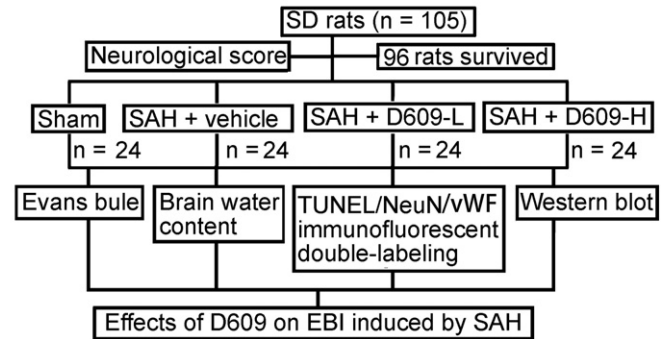 SD rats (n = 105)
Neurological score
96 rats survived
Sham
SAH + vehicle
SAH + D609-L
SAH + D609-H
n = 24
n = 24
n = 24
n = 24
Evans bule
Brain water
content
TUNEL/NeuN/vWF
immunofluorescent
double-labeling
Western blot
Effects of D609 on EBI induced by SAH